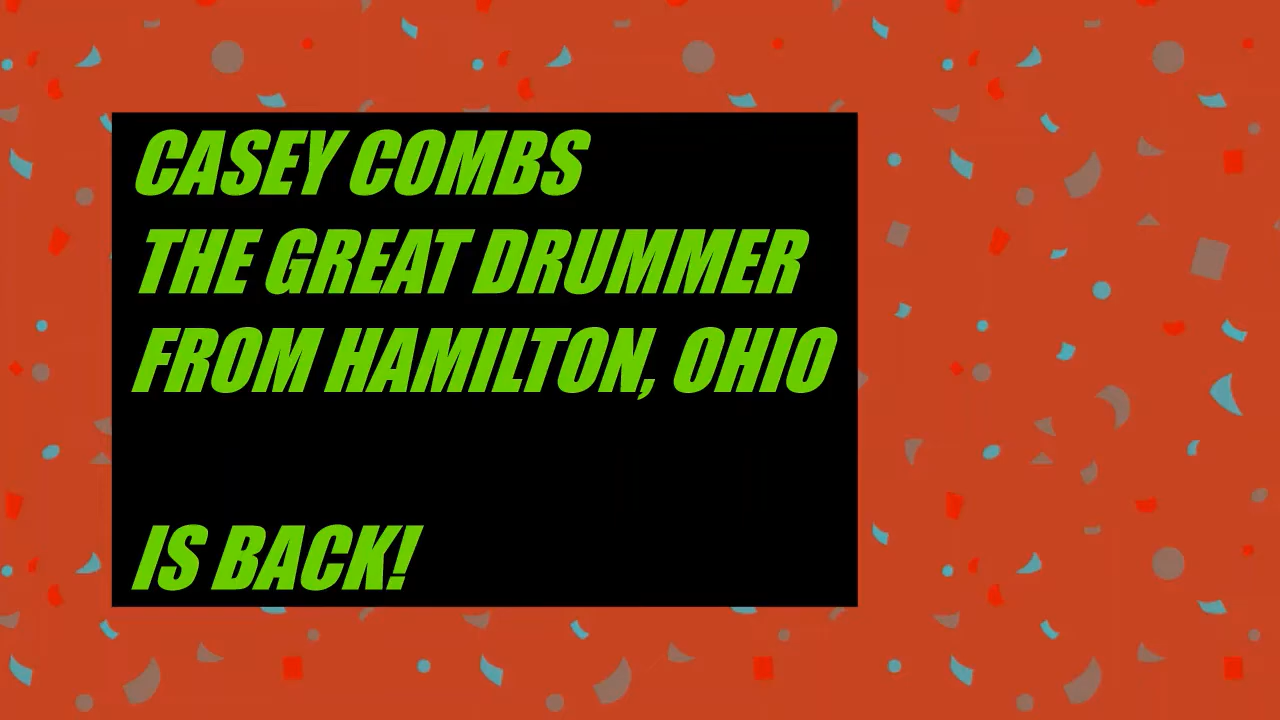 CASEY COMBS
THE GREAT DRUMMER
FROM HAMILTON, OHIO
IS BACK!